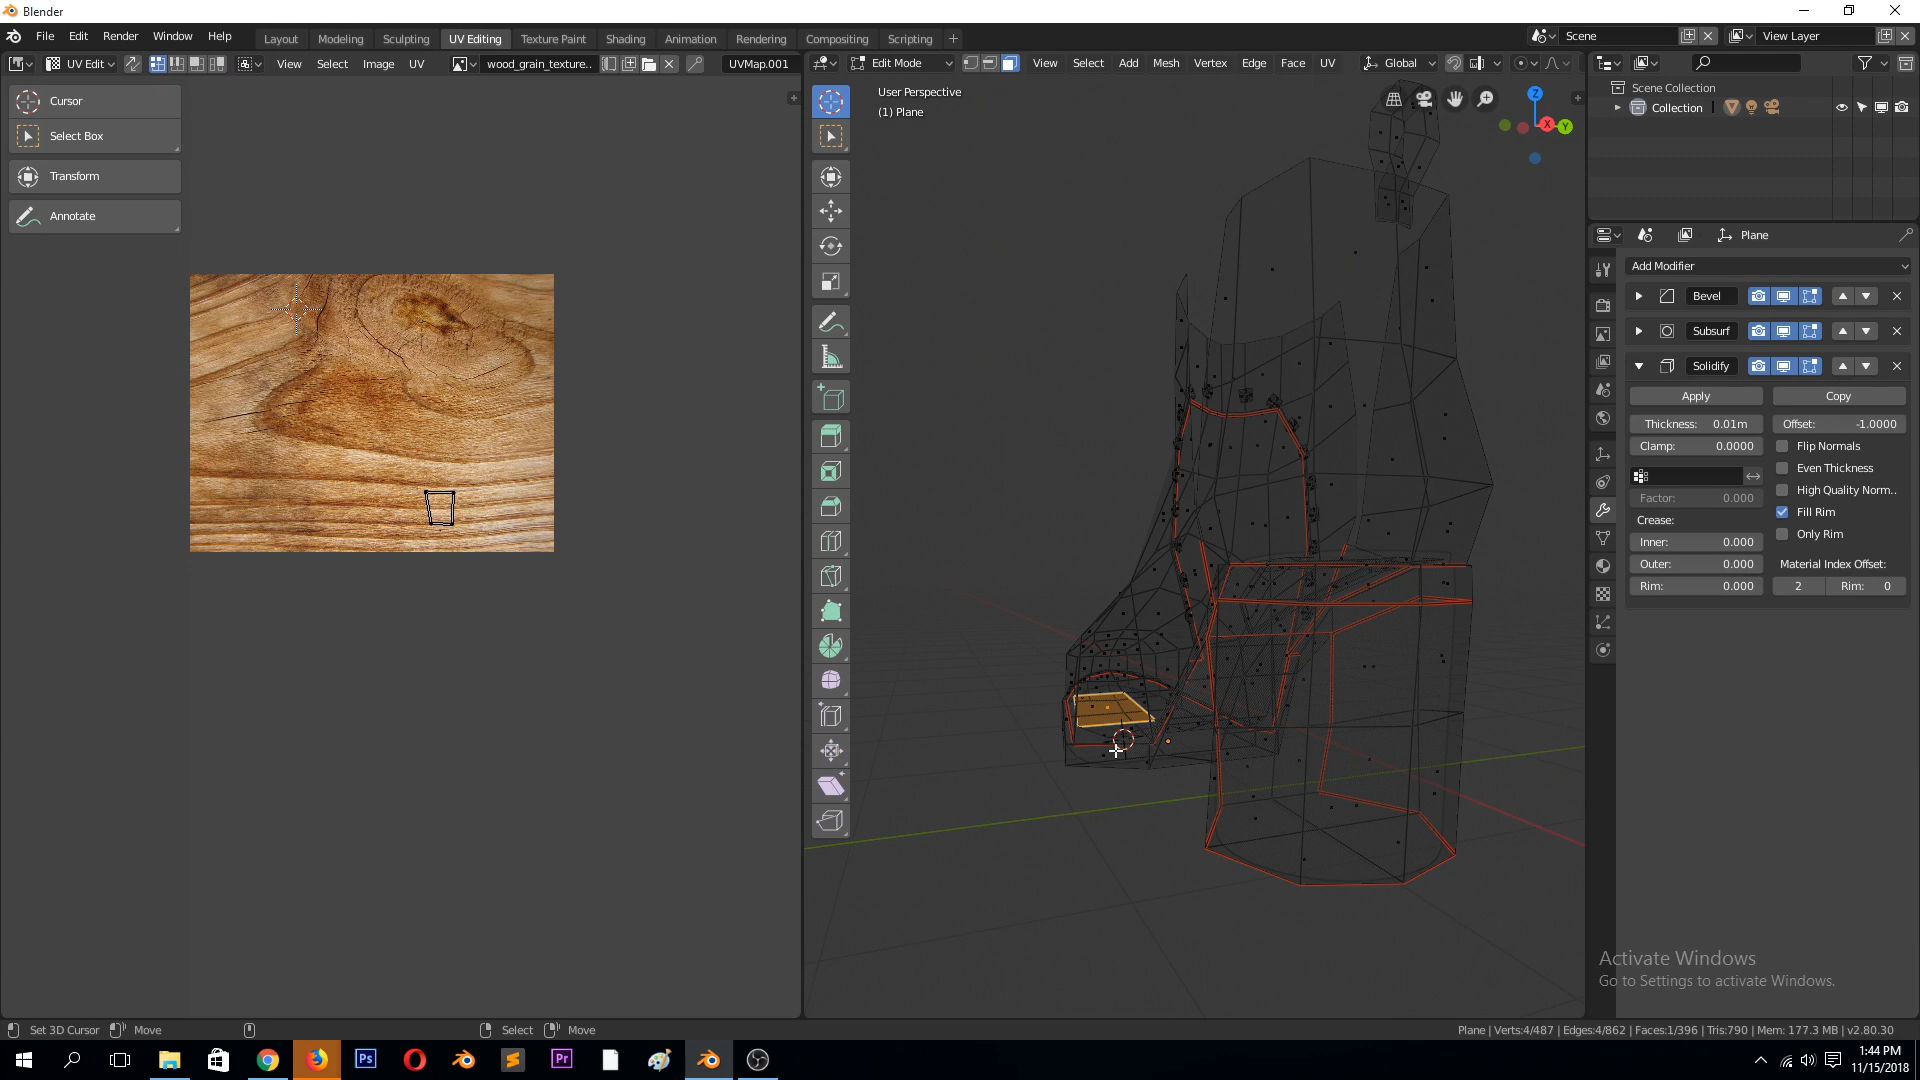 Blender
File Edit Render Window Help
Layout Modeling Sculpting UV Editing Texture Paint Shading Animation Rendering Compositing Scripting
Scene View Layer
UV Edit View Select Image UV wood_grain_texture.. UVMap.001
Edit Mode View Select Add Mesh Vertex Edge Face UV Global
Cursor
Select Box
Transform
Annotate
User Perspective
(1) Plane
Z
X
Y
Scene Collection
Collection
Plane
Add Modifier
Bevel
Subsurf
Solidify
Apply Copy
Thickness: 0.01m Offset: -1.0000
Clamp: 0.0000 Flip Normals
Even Thickness
High Quality Norm..
Factor: 0.000
Fill Rim
Crease:
Only Rim
Inner: 0.000
Outer: 0.000 Material Index Offset:
Rim: 0.000 2 Rim: 0
Activate Windows
Go to Settings to activate Windows.
Set 3D Cursor Move Select Move
Plane | Verts:4/487 | Edges:4/862 | Faces:1/396 | Tris:790 | Mem: 177.3 MB | v2.80.30
Ps
Pr
1:44 PM
11/15/2018